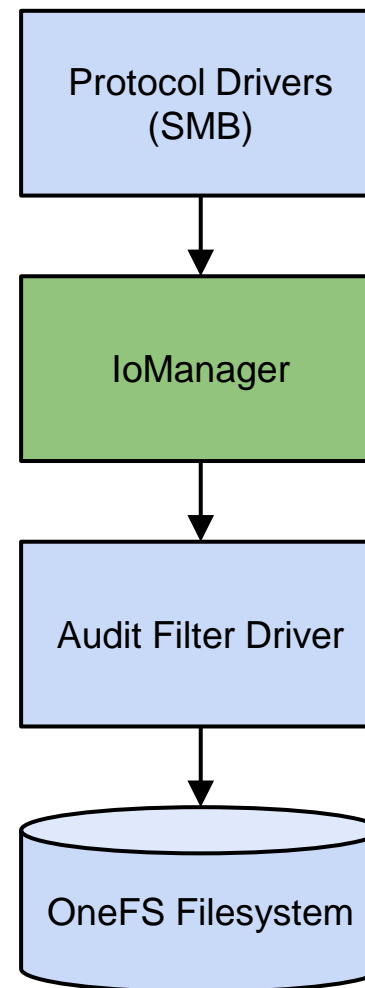 Protocol Drivers
(SMB)
IoManager
Audit Filter Driver
OneFS Filesystem